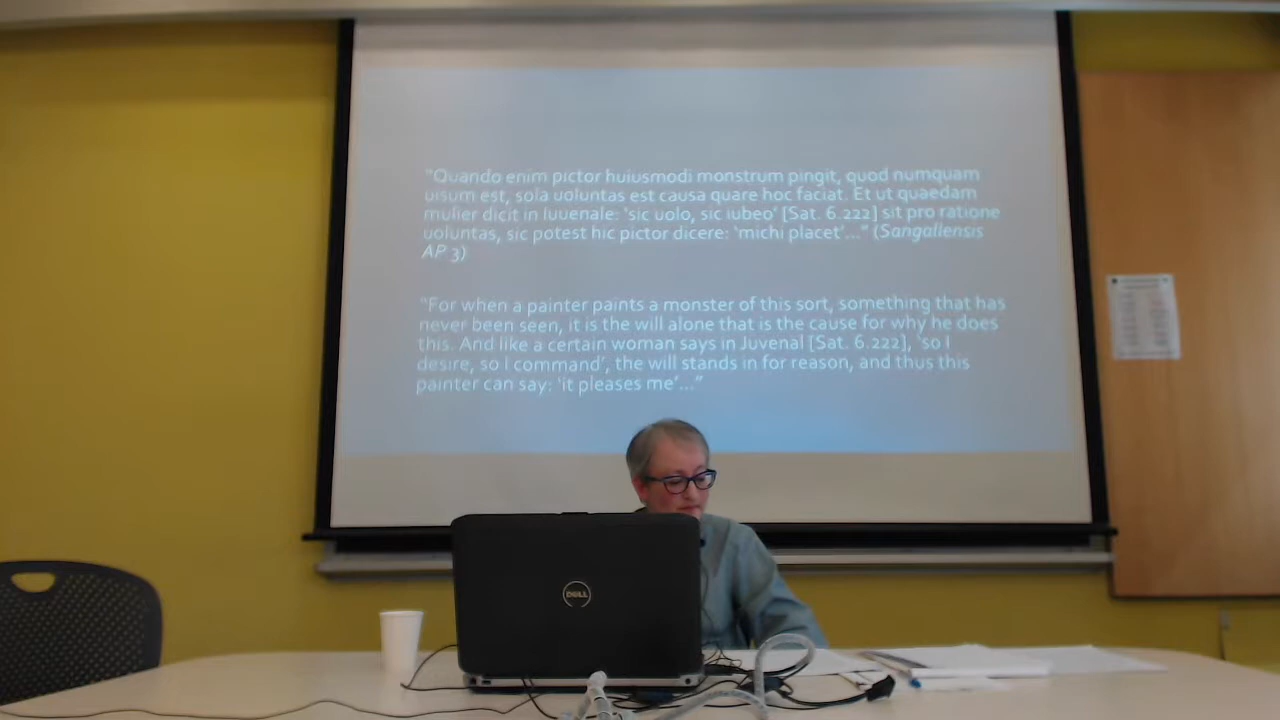 "Quando enim pictor huiusmodi monstrum pingit, quod numquam
uisum est, sola uoluntas est causa quare hoc faciat. Et ut quaedam
mulier dicit in Iuuenale: 'sic uolo, sic iubeo' [Sat. 6.222] sit pro ratione
uoluntas, sic potest hic pictor dicere: 'michi placet'..." (Sangallensis
AP 3)
"For when a painter paints a monster of this sort, something that has
never been seen, it is the will alone that is the cause for why he does
this. And like a certain woman says in Juvenal [Sat. 6.222], 'so I
desire, so I command', the will stands in for reason, and thus this
painter can say: 'it pleases me'..."
DELL